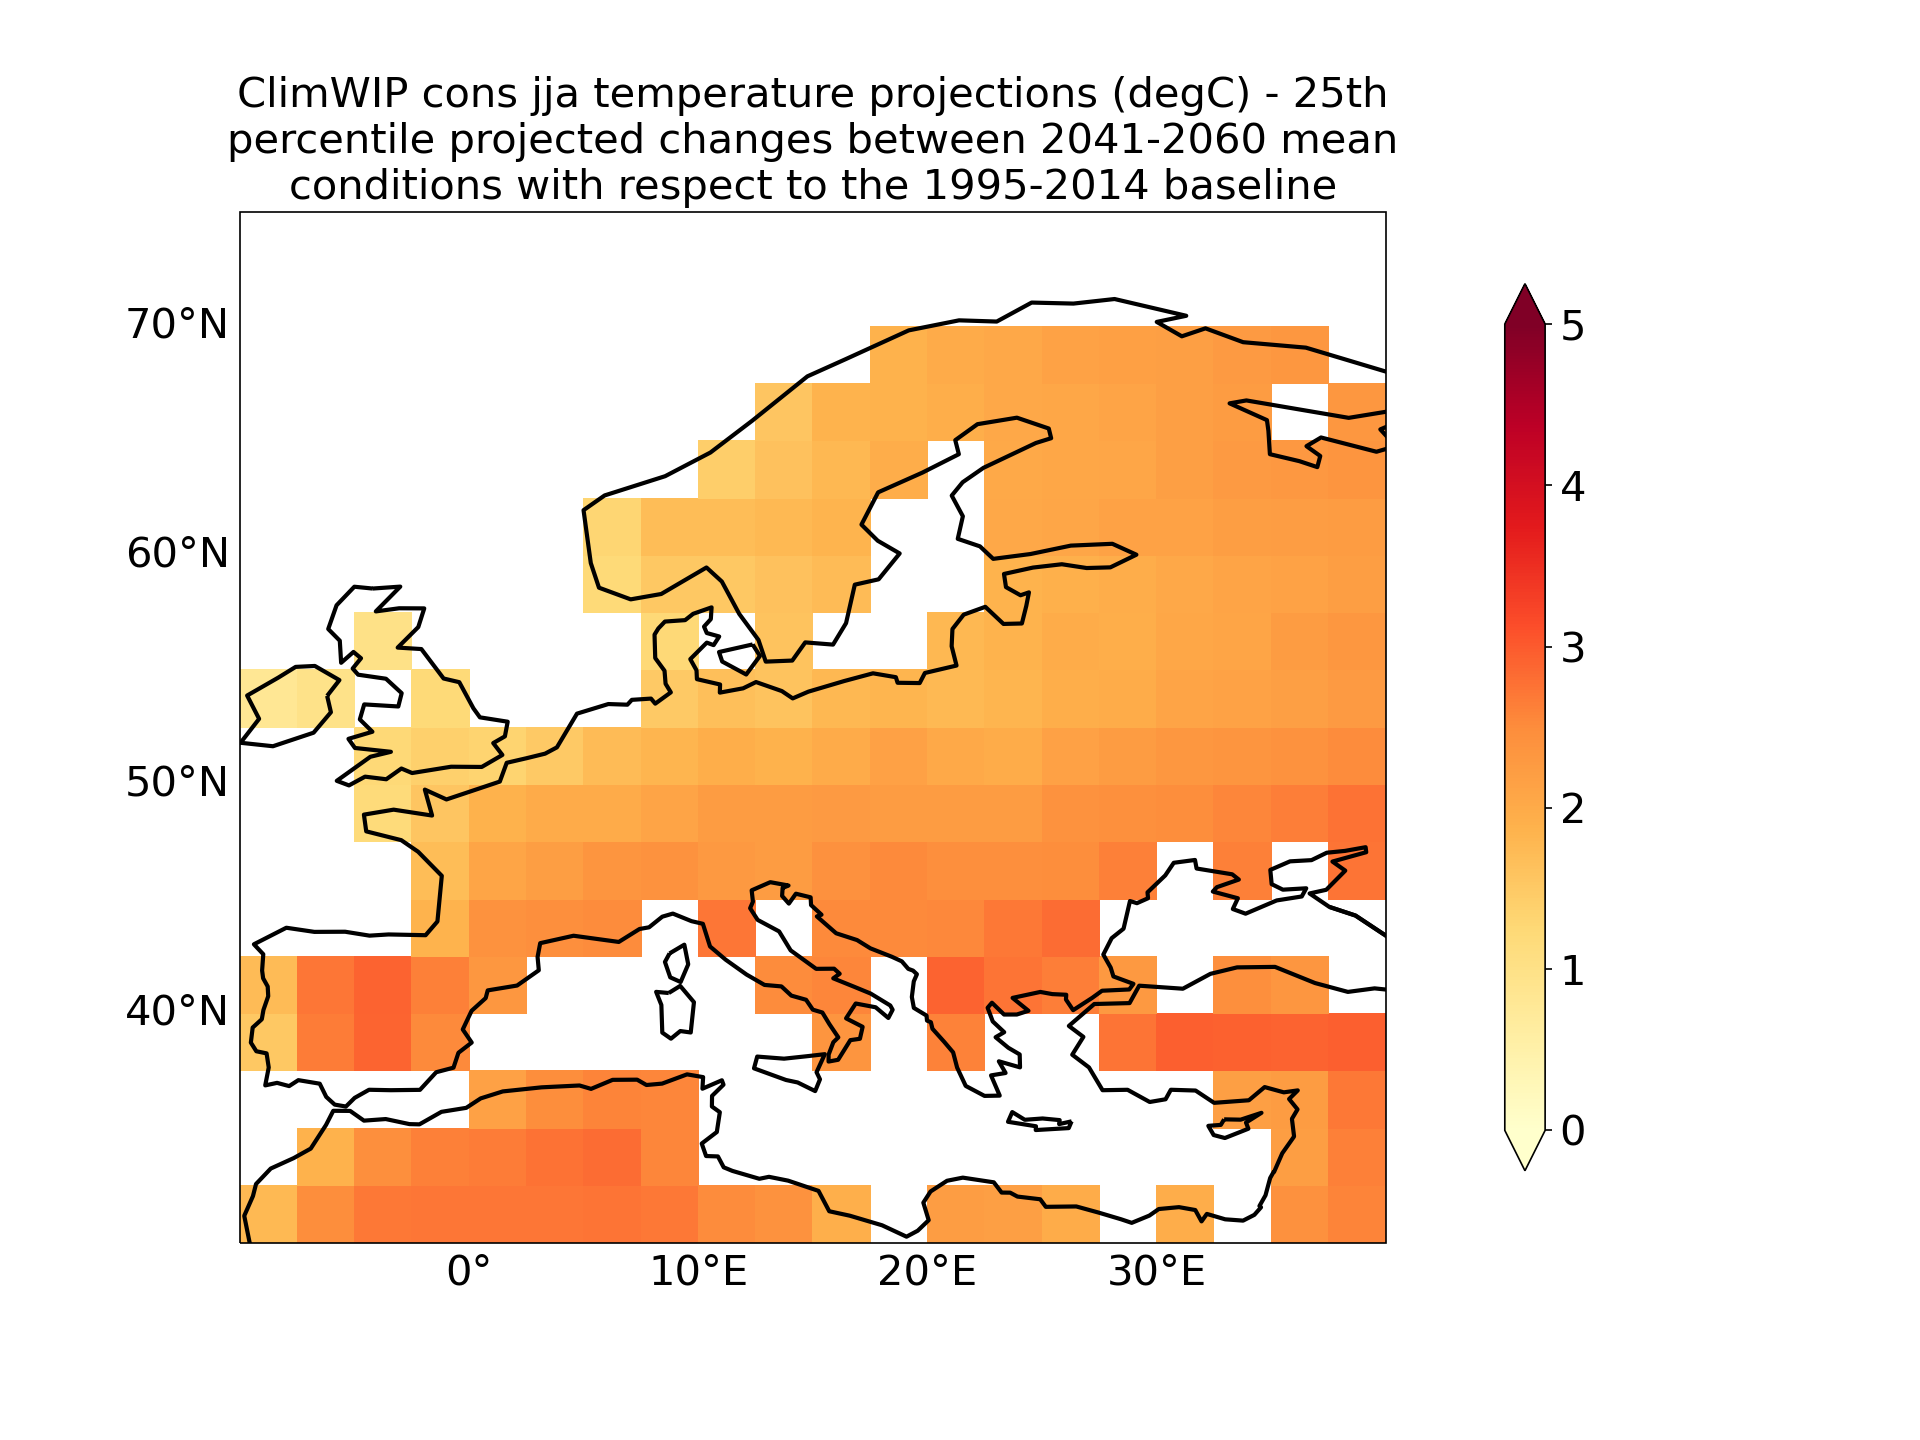 ClimWIP cons jja temperature projections (degC) - 25th
percentile projected changes between 2041-2060 mean
conditions with respect to the 1995-2014 baseline
70°N
60°N
50°N
40°N
0°
10°E
20°E
30°E
5
4
3
2
1
0